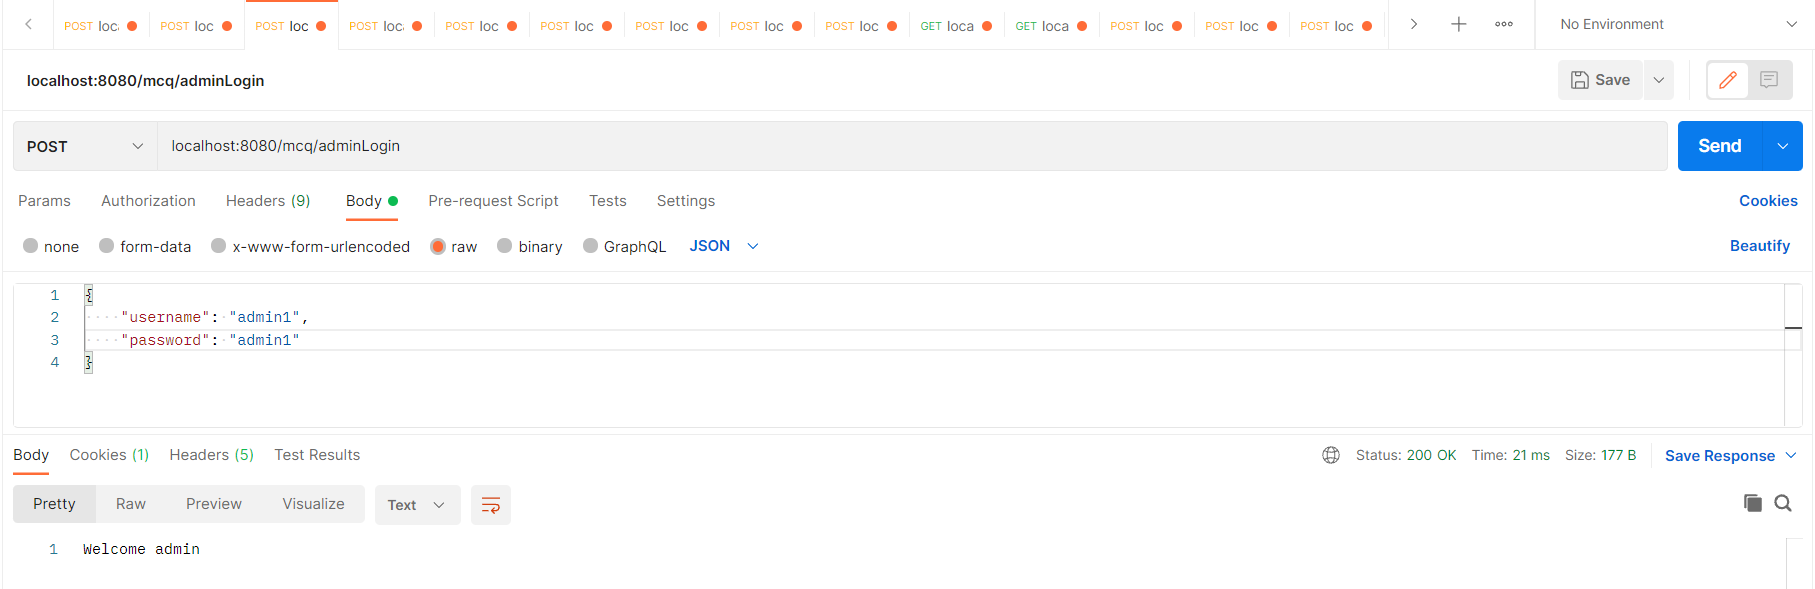 POST loc POST loc POST loc POST loc POST loc POST loc POST loc POST loc POST loc GET loca GET loca POST loc POST loc POST loc No Environment
localhost:8080/mcq/adminLogin Save
POST localhost:8080/mcq/adminLogin Send
Params Authorization Headers (9) Body Pre-request Script Tests Settings Cookies
none form-data x-www-form-urlencoded raw binary GraphQL JSON Beautify
1 {
2 "username": "admin1",
3 "password": "admin1"
4 }
Body Cookies (1) Headers (5) Test Results Status: 200 OK Time: 21 ms Size: 177 B Save Response
Pretty Raw Preview Visualize Text
1 Welcome admin